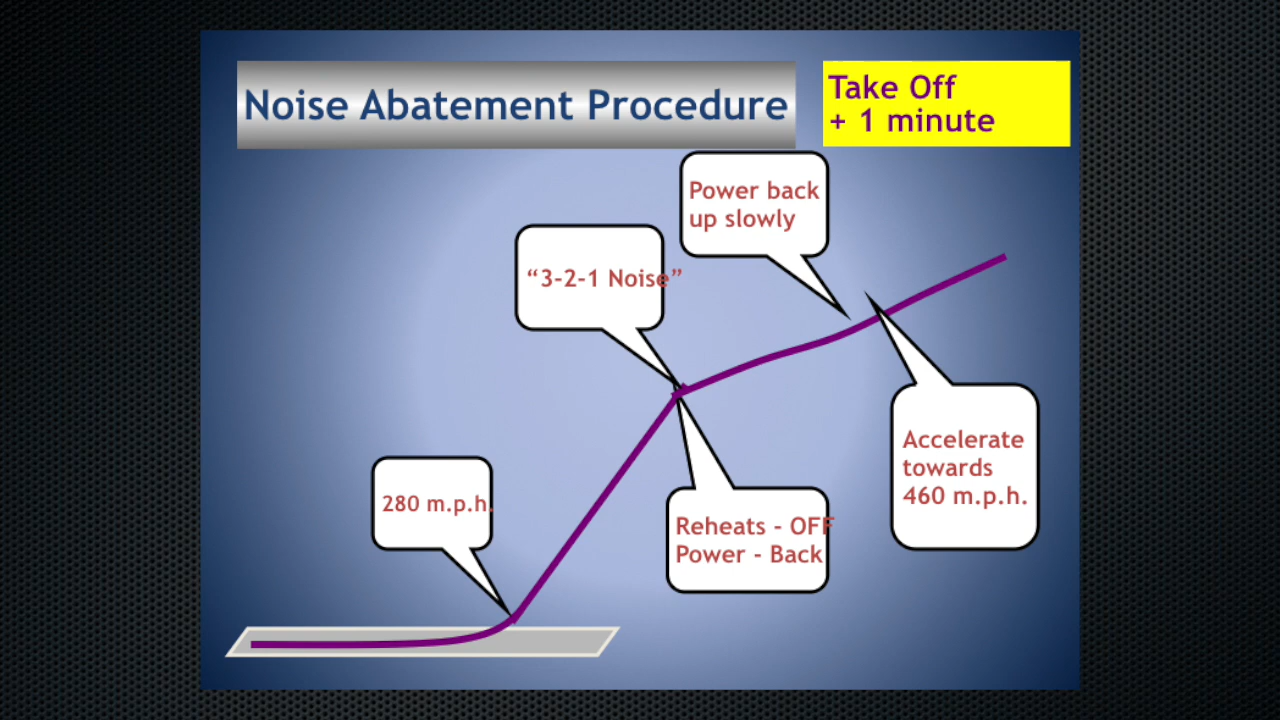 Noise Abatement Procedure
Take Off
+ 1 minute
Power back
up slowly
“3-2-1 Noise”
Accelerate
towards
460 m.p.h.
280 m.p.h.
Reheats - OFF
Power - Back